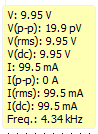 V: 9.95 V
V(p-p): 19.9 pV
V(rms): 9.95 V
V(dc): 9.95 V
I: 99.5 mA
I(p-p): 0 A
I(rms): 99.5 mA
I(dc): 99.5 mA
Freq.: 4.34 kHz